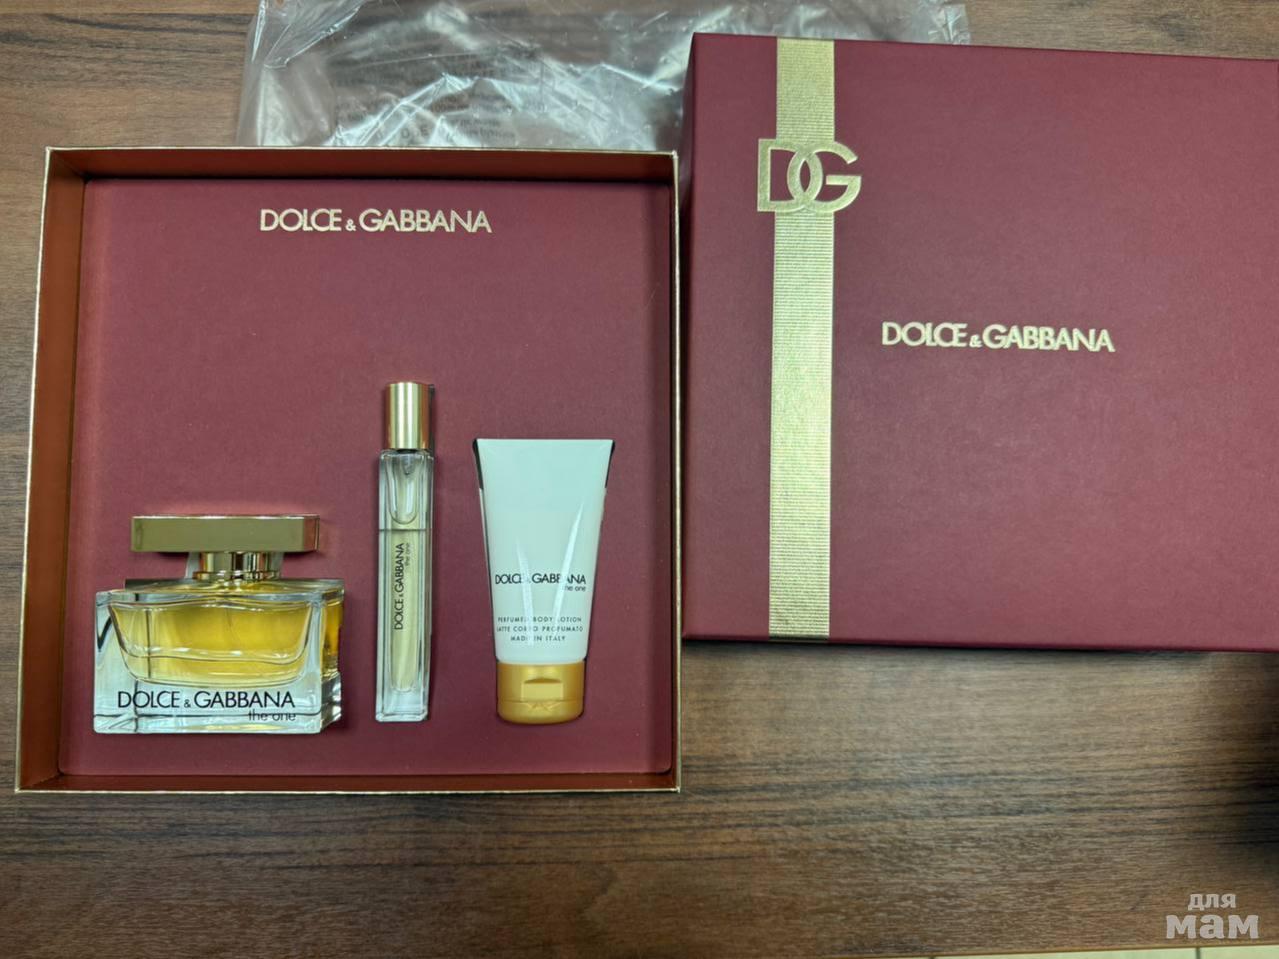 DOLCE & GABBANA
DG
DOLCE & GABBANA
DOLCE & GABBANA
the one
DOLCE & GABBANA
the one
DOLCE & GABBANA
the one
PERFUMED BODY LOTION
LATTE CORPO PROFUMATO
MADE IN ITALY
для
мам